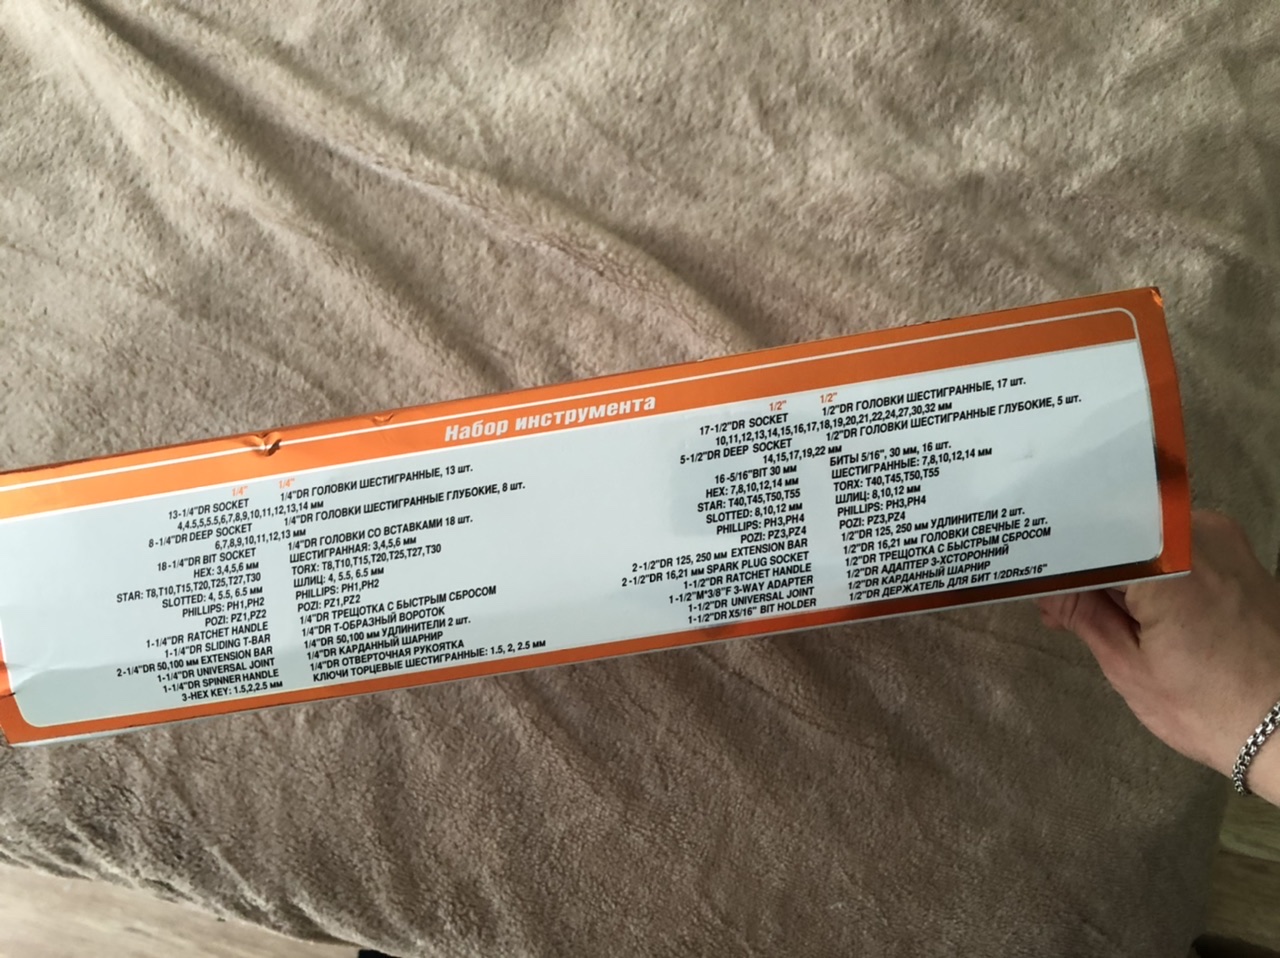 Набор инструмента
1/4" 1/4"
13-1/4"DR SOCKET 1/4"DR ГОЛОВКИ ШЕСТИГРАННЫЕ, 13 шт.
4,4.5,5,5.5,6,7,8,9,10,11,12,13,14 мм
8-1/4"DR DEEP SOCKET 1/4"DR ГОЛОВКИ ШЕСТИГРАННЫЕ ГЛУБОКИЕ, 8 шт.
6,7,8,9,10,11,12,13 мм
18-1/4"DR BIT SOCKET 1/4"DR ГОЛОВКИ СО ВСТАВКАМИ 18 шт.
HEX: 3,4,5,6 мм ШЕСТИГРАННАЯ: 3,4,5,6 мм
STAR: T8,T10,T15,T20,T25,T27,T30 TORX: T8,T10,T15,T20,T25,T27,T30
SLOTTED: 4, 5.5, 6.5 мм ШЛИЦ: 4, 5.5, 6.5 мм
PHILLIPS: PH1,PH2 PHILLIPS: PH1,PH2
POZI: PZ1,PZ2 POZI: PZ1,PZ2
1-1/4"DR RATCHET HANDLE 1/4"DR ТРЕЩОТКА С БЫСТРЫМ СБРОСОМ
1-1/4"DR SLIDING T-BAR 1/4"DR Т-ОБРАЗНЫЙ ВОРОТОК
2-1/4"DR 50,100 мм EXTENSION BAR 1/4"DR 50,100 мм УДЛИНИТЕЛИ 2 шт.
1-1/4"DR UNIVERSAL JOINT 1/4"DR КАРДАННЫЙ ШАРНИР
1-1/4"DR SPINNER HANDLE 1/4"DR ОТВЕРТОЧНАЯ РУКОЯТКА
3-HEX KEY: 1.5,2,2.5 мм КЛЮЧИ ТОРЦЕВЫЕ ШЕСТИГРАННЫЕ: 1.5, 2, 2.5 мм
1/2" 1/2"
17-1/2"DR SOCKET 1/2"DR ГОЛОВКИ ШЕСТИГРАННЫЕ, 17 шт.
10,11,12,13,14,15,16,17,18,19,20,21,22,24,27,30,32 мм
5-1/2"DR DEEP SOCKET 1/2"DR ГОЛОВКИ ШЕСТИГРАННЫЕ ГЛУБОКИЕ, 5 шт.
14,15,17,19,22 мм
16 -5/16"BIT 30 мм БИТЫ 5/16", 30 мм, 16 шт.
HEX: 7,8,10,12,14 мм ШЕСТИГРАННЫЕ: 7,8,10,12,14 мм
STAR: T40,T45,T50,T55 TORX: T40,T45,T50,T55
SLOTTED: 8,10,12 мм ШЛИЦ: 8,10,12 мм
PHILLIPS: PH3,PH4 PHILLIPS: PH3,PH4
POZI: PZ3,PZ4 POZI: PZ3,PZ4
2-1/2"DR 125, 250 мм EXTENSION BAR 1/2"DR 125, 250 мм УДЛИНИТЕЛИ 2 шт.
2-1/2"DR 16,21 мм SPARK PLUG SOCKET 1/2"DR 16,21 мм ГОЛОВКИ СВЕЧНЫЕ 2 шт.
1-1/2"DR RATCHET HANDLE 1/2"DR ТРЕЩОТКА С БЫСТРЫМ СБРОСОМ
1-1/2"M*3/8"F 3-WAY ADAPTER 1/2"DR АДАПТЕР 3-ХСТОРОННИЙ
1-1/2"DR UNIVERSAL JOINT 1/2"DR КАРДАННЫЙ ШАРНИР
1-1/2"DR X5/16" BIT HOLDER 1/2"DR ДЕРЖАТЕЛЬ ДЛЯ БИТ 1/2DRx5/16"